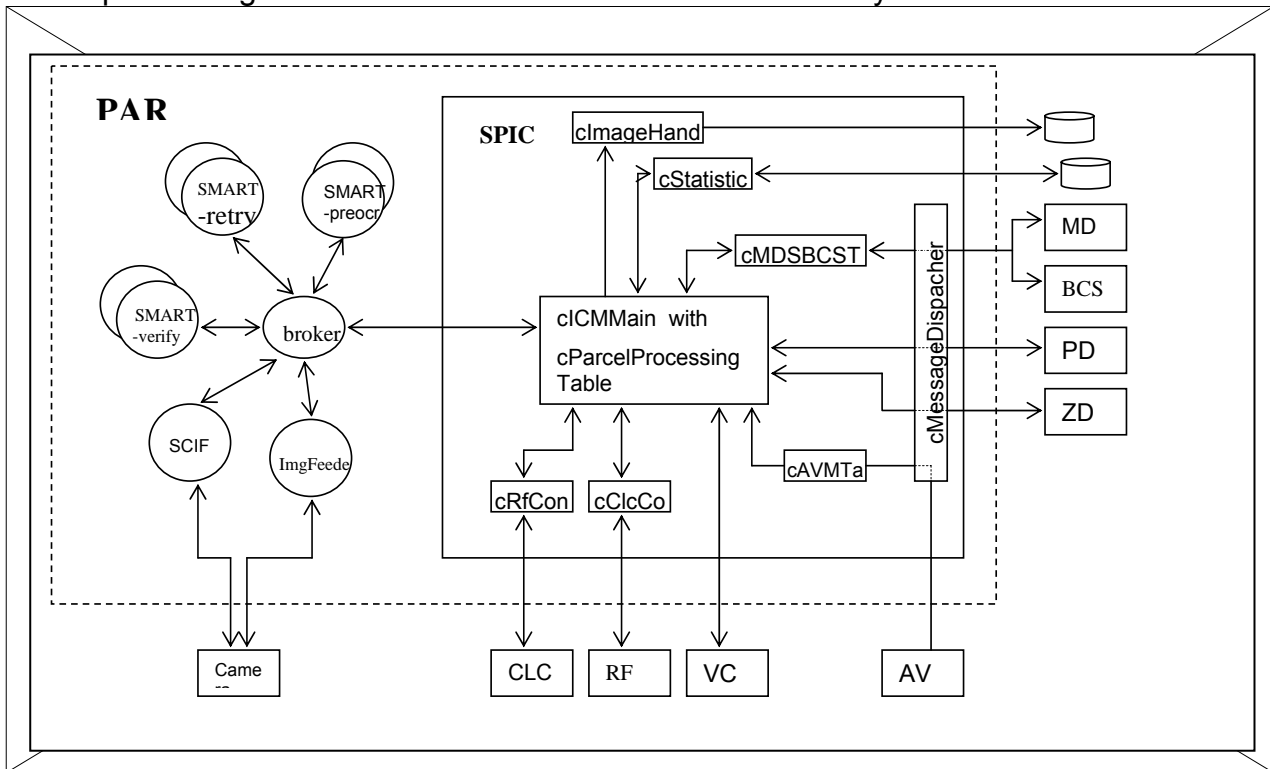 PAR
SPIC
cImageHand
cStatistic
SMART
-retry
SMART
-preocr
cMDSBCST
MD
BCS
SMART
-verify
broker
cICMMain with
cParcelProcessing
Table
cMessageDispacher
PD
ZD
SCIF
ImgFeede
cAVMTa
cRfCon
cClcCo
Came
CLC
RF
VC
AV